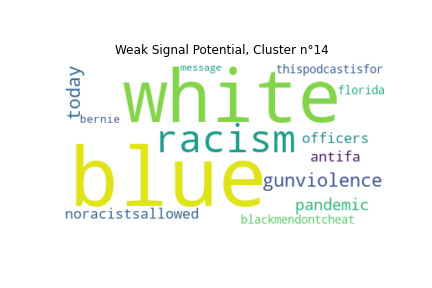 Weak Signal Potential, Cluster n°14
message
thispodcastisfor
today
white
florida
bernie
racism
officers
antifa
blue
gunviolence
pandemic
noracistsallowed
blackmendontcheat